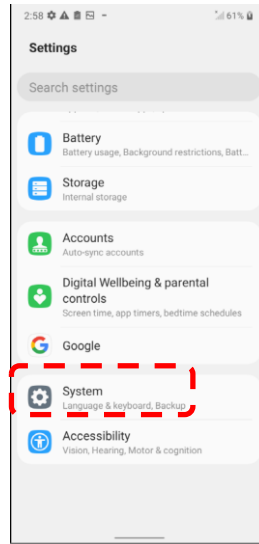 2:58
61%
Settings
Search settings
Battery
Battery usage, Background restrictions, Batt...
Storage
Internal storage
Accounts
Auto-sync accounts
Digital Wellbeing & parental
controls
Screen time, app timers, bedtime schedules
Google
System
Language & keyboard, Backup
Accessibility
Vision, Hearing, Motor & cognition